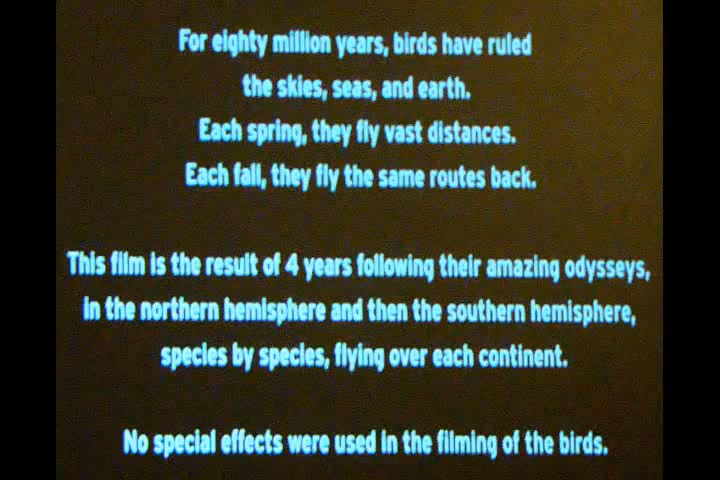 For eighty million years, birds have ruled
the skies, seas, and earth.
Each spring, they fly vast distances.
Each fall, they fly the same routes back.
This film is the result of 4 years following their amazing odysseys,
in the northern hemisphere and then the southern hemisphere,
species by species, flying over each continent.
No special effects were used in the filming of the birds.